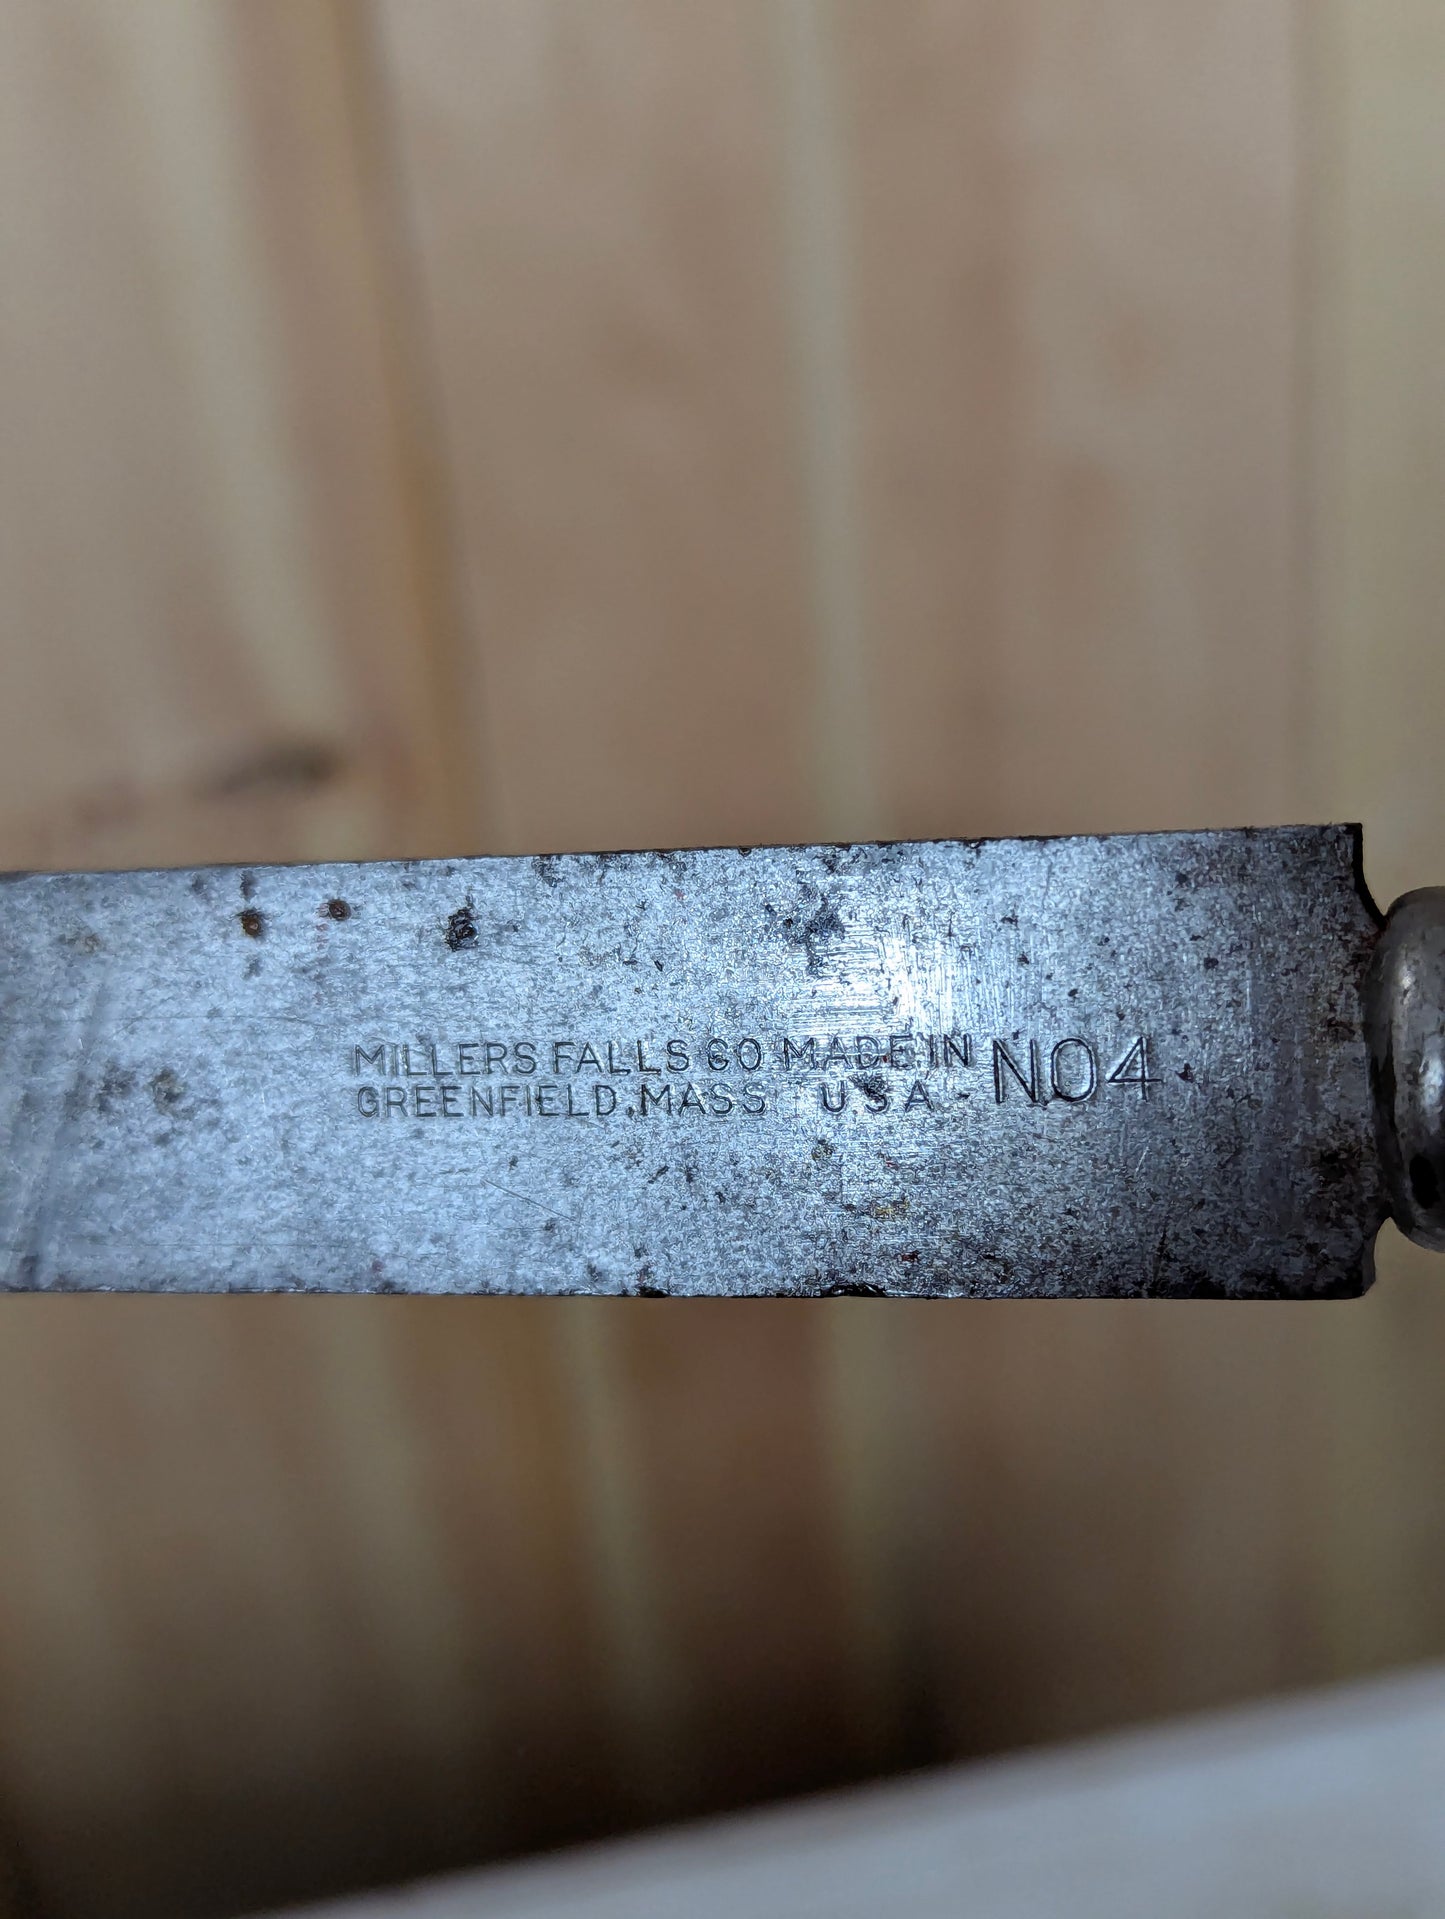 MILLERS FALLS CO MADE IN NO4
GREENFIELD, MASS U.S.A.